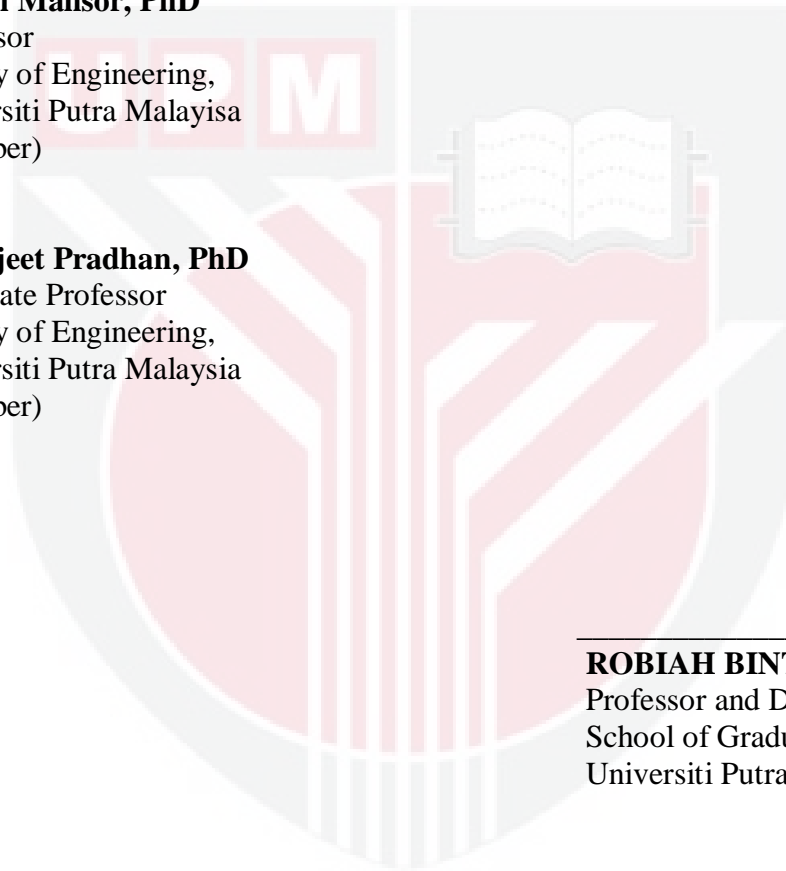 UPM
Mansor, PhD
sor
y of Engineering,
rsiti Putra Malayisa
ber)
jeet Pradhan, PhD
ate Professor
y of Engineering,
rsiti Putra Malaysia
ber)
ROBIAH BIN
Professor and D
School of Gradu
Universiti Putra